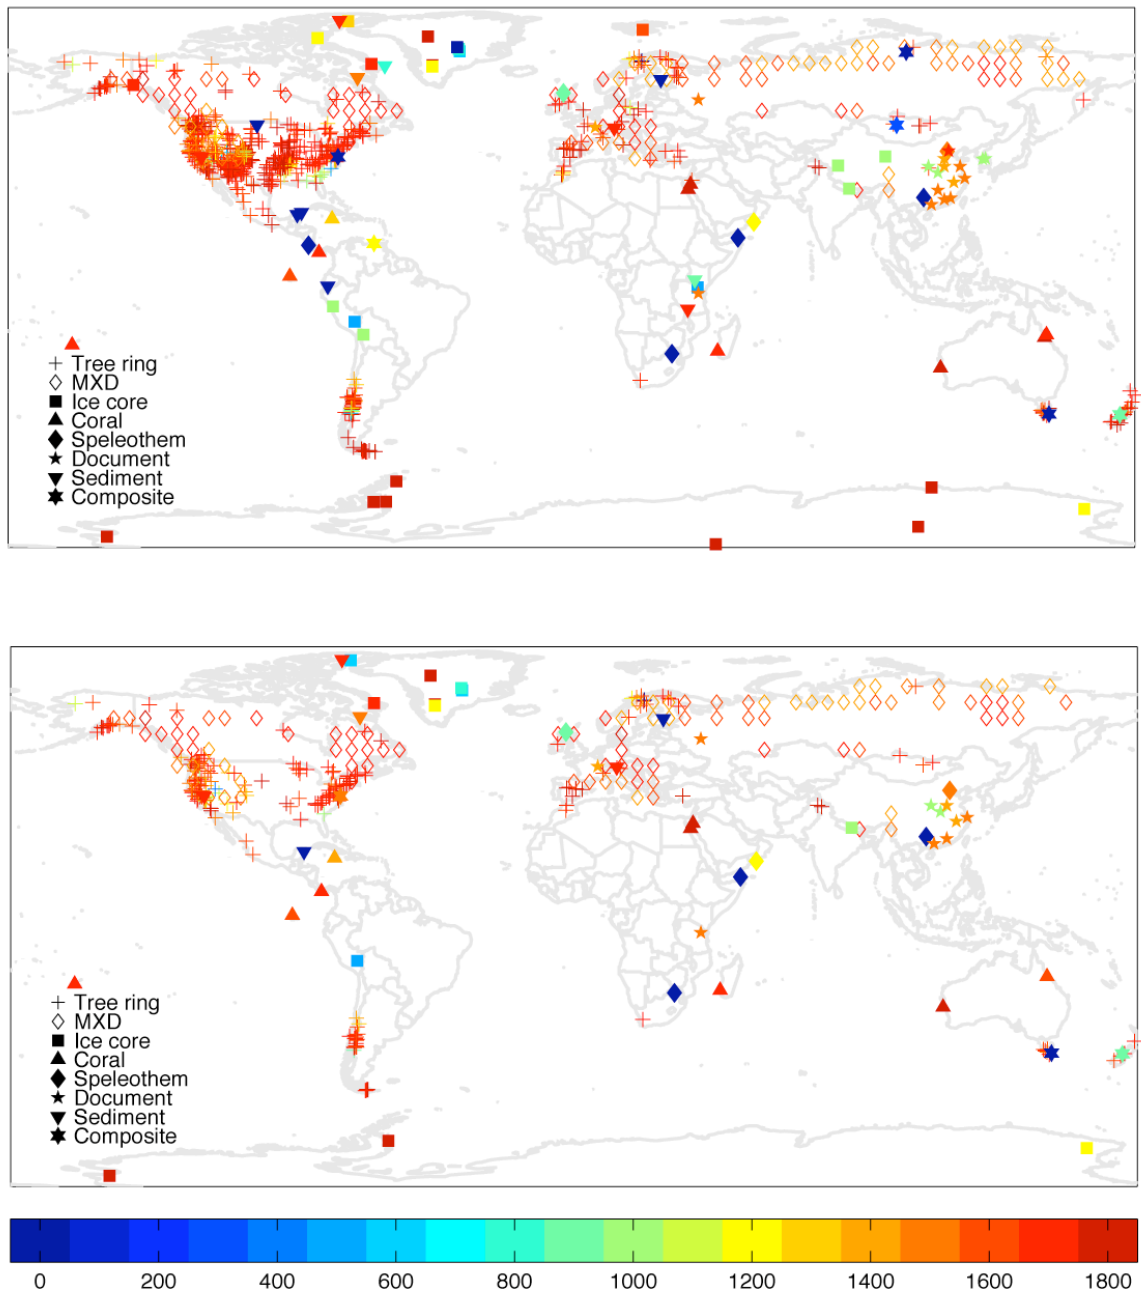 Tree ring
MXD
Ice core
Coral
Speleothem
Document
Sediment
Composite
Tree ring
MXD
Ice core
Coral
Speleothem
Document
Sediment
Composite
0 200 400 600 800 1000 1200 1400 1600 1800